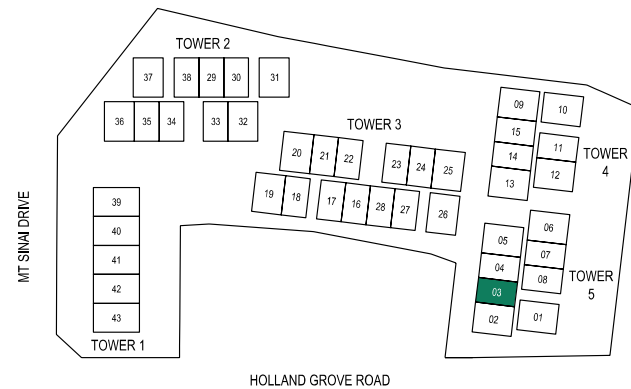 TOWER 2
37 38 29 30 31
36 35 34 33 32
TOWER 3
20 21 22 23 24 25
19 18 17 16 28 27 26
09 10
15 11
14 12
13
TOWER
4
39
40
41
42
43
TOWER 1
05 06
04 07
03 08
02 01
TOWER
5
MT SINAI DRIVE
HOLLAND GROVE ROAD